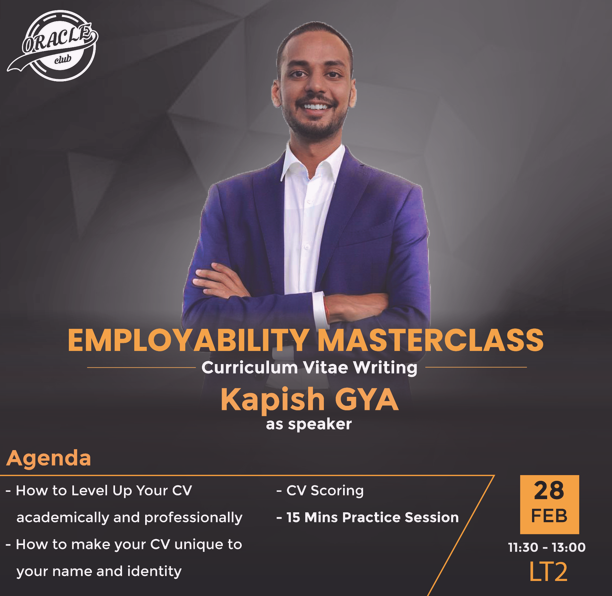 ORACLE
club
EMPLOYABILITY MASTERCLASS
Curriculum Vitae Writing
Kapish GYA
as speaker
Agenda
- How to Level Up Your CV
academically and professionally
- How to make your CV unique to
your name and identity
- CV Scoring
- 15 Mins Practice Session
28
FEB
11:30 - 13:00
LT2